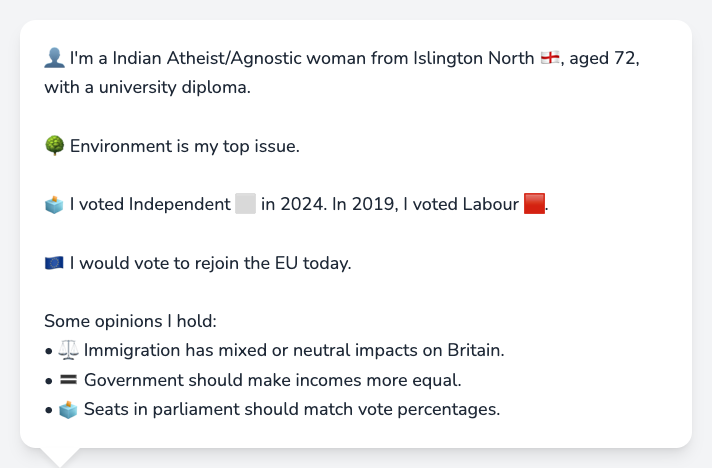 👤 I'm a Indian Atheist/Agnostic woman from Islington North 🏴󠁧󠁢󠁥󠁮󠁧󠁿, aged 72,
with a university diploma.
🌳 Environment is my top issue.
🗳️ I voted Independent ⬜ in 2024. In 2019, I voted Labour 🟥.
🇪🇺 I would vote to rejoin the EU today.
Some opinions I hold:
• ⚖️ Immigration has mixed or neutral impacts on Britain.
• 🟰 Government should make incomes more equal.
• 🗳️ Seats in parliament should match vote percentages.